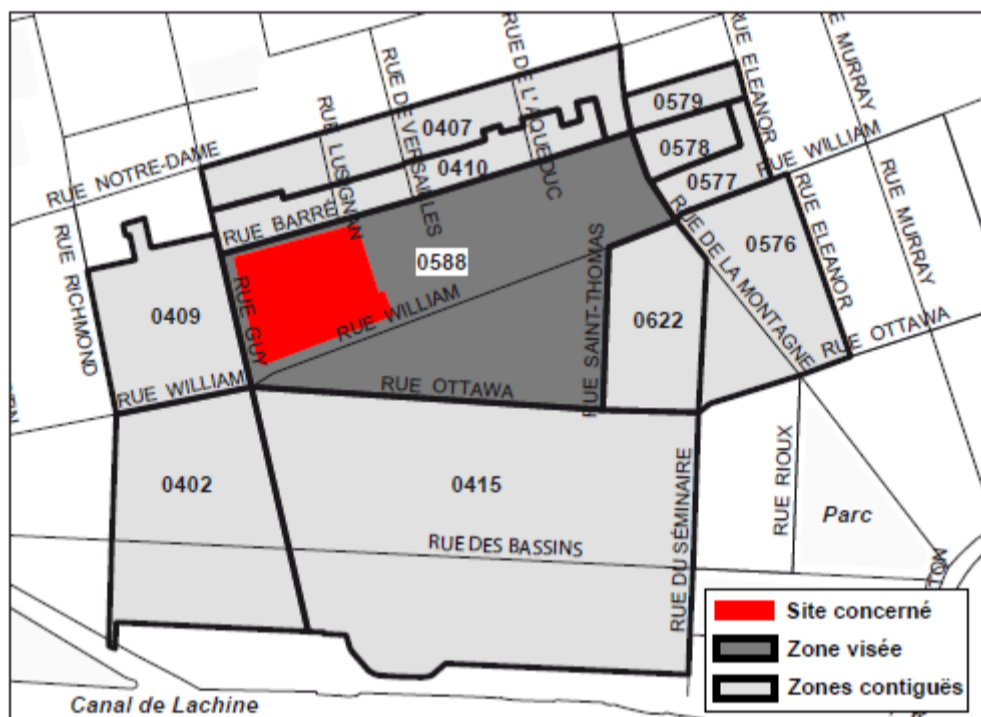 RUE NOTRE-DAME
RUE RICHMOND
RUE LUSIGNAN
RUE DE VERSAILLES
RUE DE L'AQUEDUC
RUE ELEANOR
RUE MURRAY
0407
0410
0579
0578
0577
RUE WILLIAM
RUE BARRÉ
0588
RUE GUY
RUE WILLIAM
0409
RUE WILLIAM
RUE OTTAWA
RUE SAINT-THOMAS
0622
RUE DE LA MONTAGNE
0576
RUE ELEANOR
RUE MURRAY
RUE OTTAWA
0402
0415
RUE DES BASSINS
RUE DU SÉMINAIRE
RUE RIOUX
Parc
Canal de Lachine
Site concerné
Zone visée
Zones contiguës